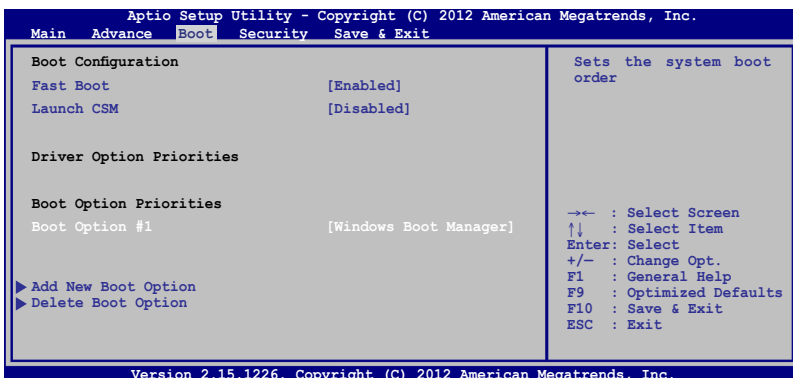 Aptio Setup Utility - Copyright (C) 2012 American Megatrends, Inc.
Main Advance Boot Security Save & Exit
Boot Configuration
Fast Boot [Enabled]
Launch CSM [Disabled]
Driver Option Priorities
Boot Option Priorities
Boot Option #1 [Windows Boot Manager]
Add New Boot Option
Delete Boot Option
Sets the system boot
order
→← : Select Screen
↑↓ : Select Item
Enter: Select
+/— : Change Opt.
F1 : General Help
F9 : Optimized Defaults
F10 : Save & Exit
ESC : Exit
Version 2.15.1226. Copyright (C) 2012 American Megatrends, Inc.